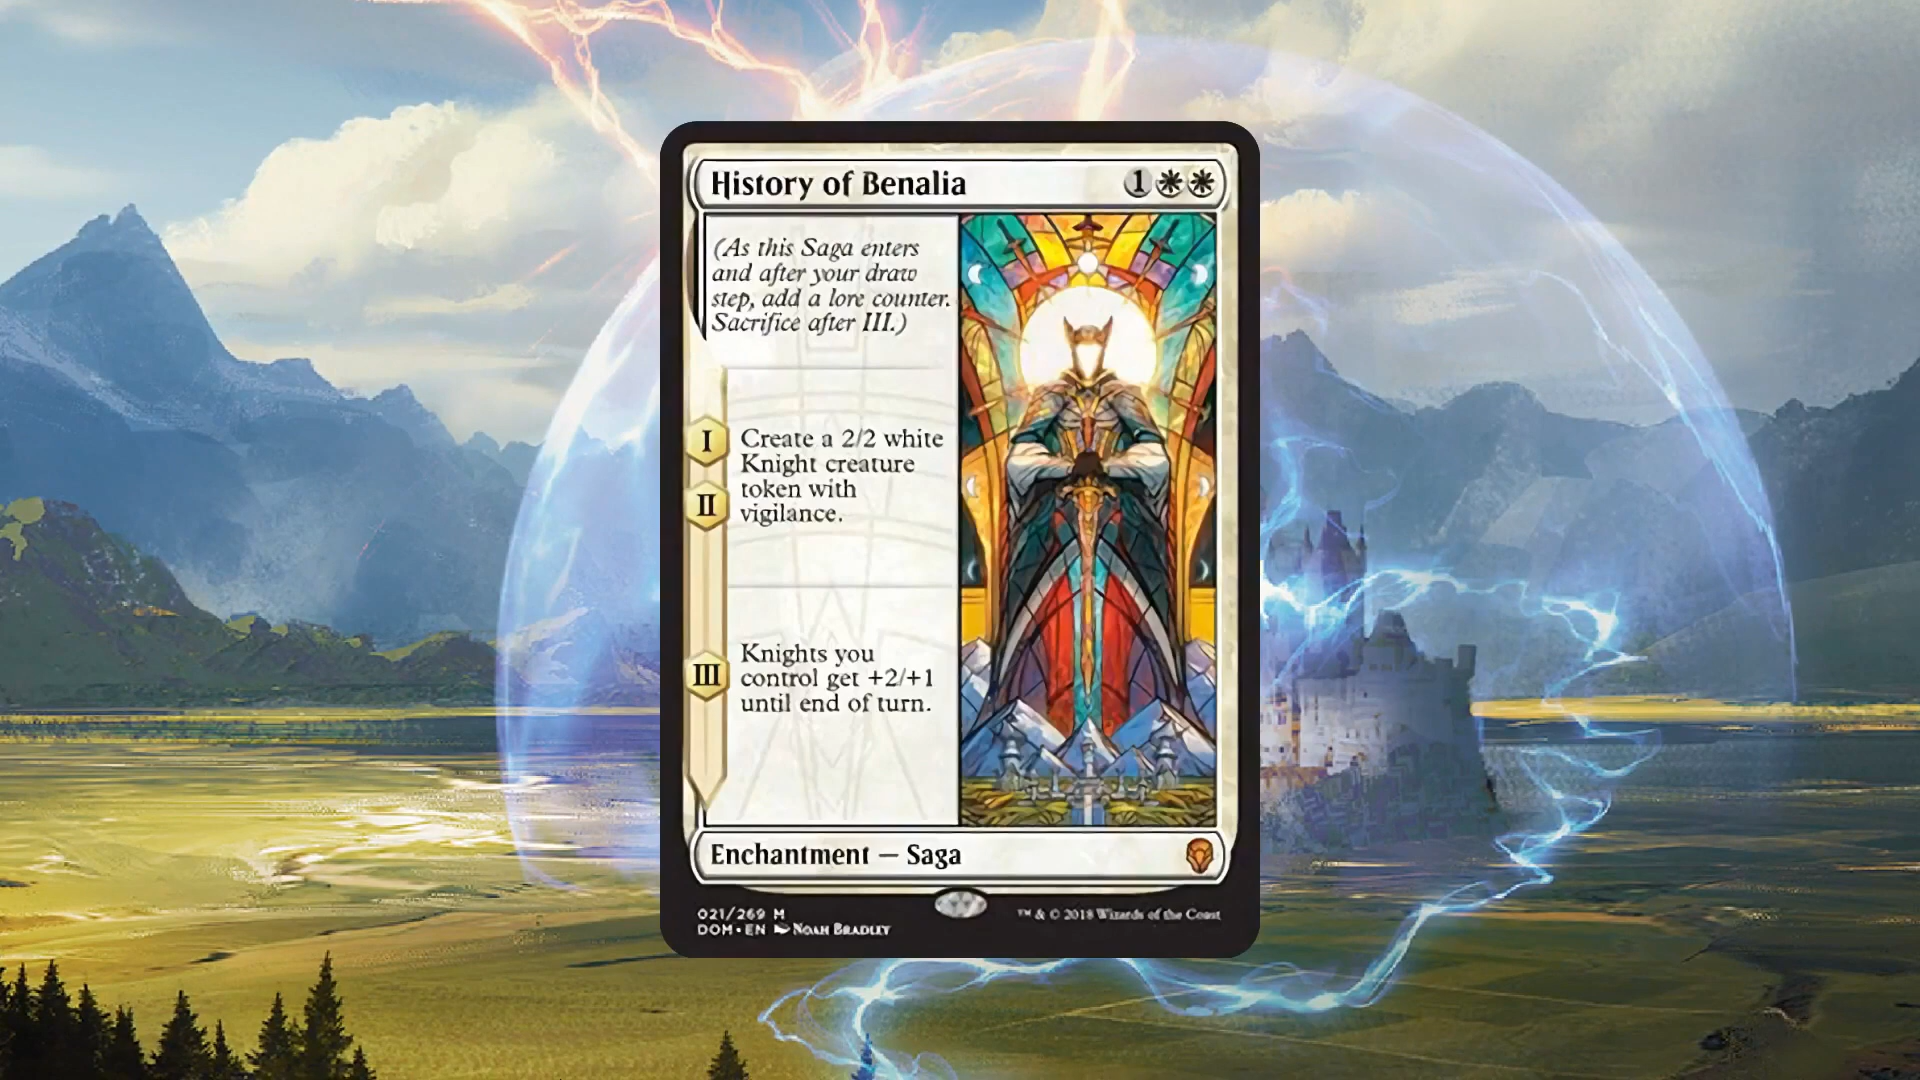 History of Benalia 1
(As this Saga enters
and after your draw
step, add a lore counter.
Sacrifice after III.)
I
II
Create a 2/2 white
Knight creature
token with
vigilance.
III
Knights you
control get +2/+1
until end of turn.
Enchantment — Saga
021/269 M
DOM • EN NOAH BRADLEY
™ & © 2018 Wizards of the Coast